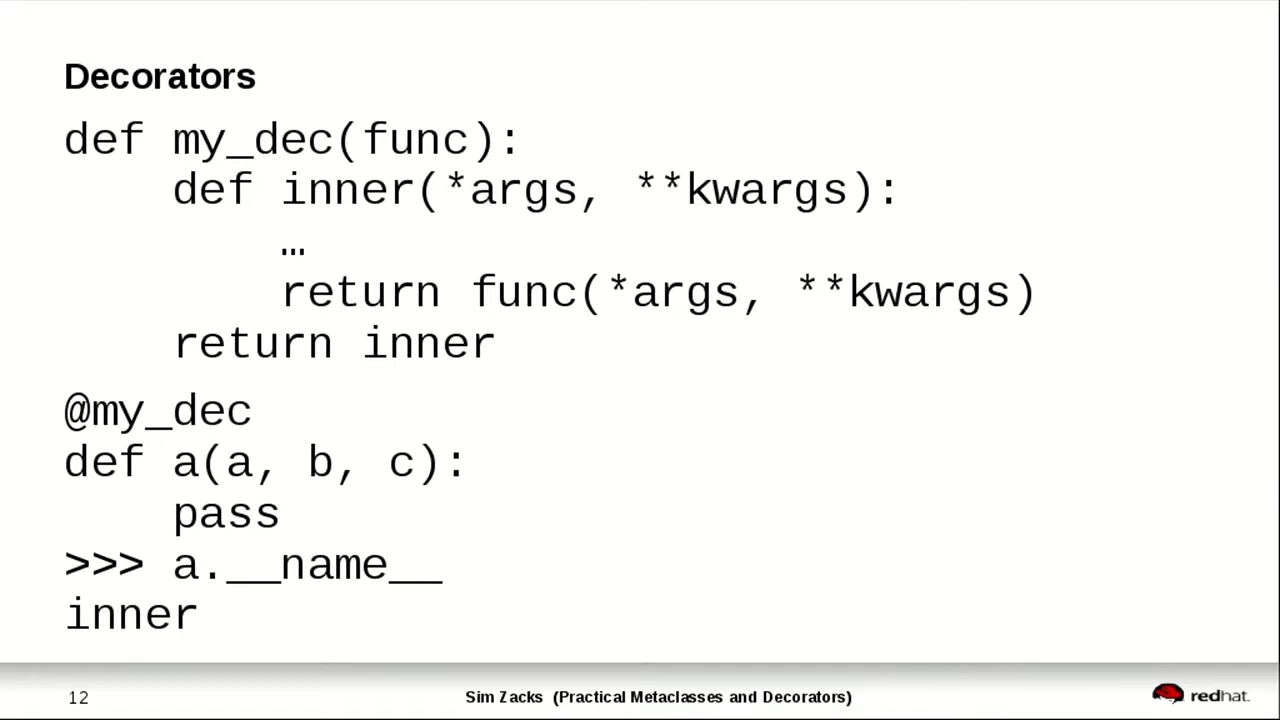 Decorators
def my_dec(func):
    def inner(*args, **kwargs):
        …
        return func(*args, **kwargs)
    return inner
@my_dec
def a(a, b, c):
    pass
>>> a.__name__
inner
12
Sim Zacks (Practical Metaclasses and Decorators)
redhat.